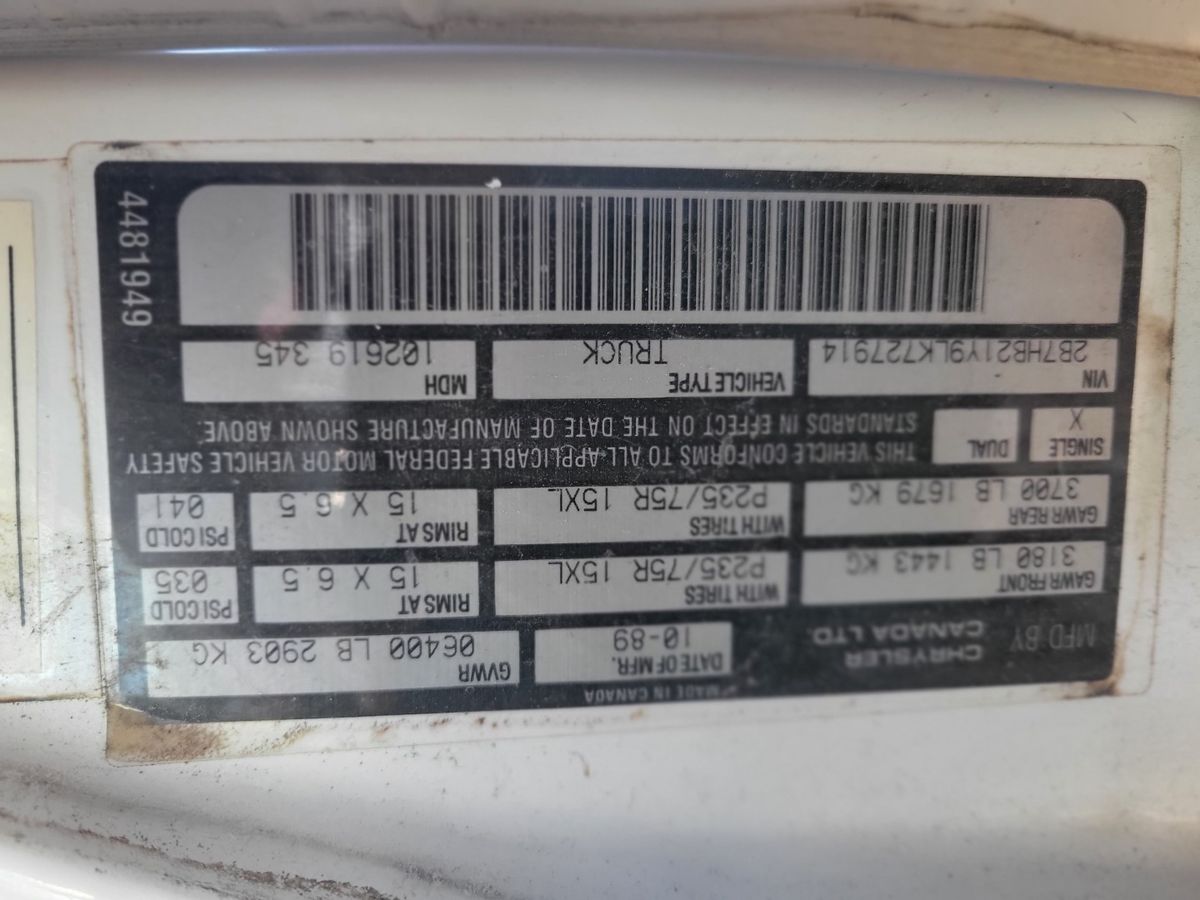 MADE IN CANADA
MFD BY CHRYSLER CANADA LTD.
DATE OF MFR. 10-89
GVWR 06400 LB 2903 KG
GAWR FRONT 3180 LB 1443 KG
WITH TIRES P235/75R 15XL
RIMS AT 15 X 6.5
PSI COLD 035
GAWR REAR 3700 LB 1679 KG
WITH TIRES P235/75R 15XL
RIMS AT 15 X 6.5
PSI COLD 041
SINGLE X
DUAL
THIS VEHICLE CONFORMS TO ALL APPLICABLE FEDERAL MOTOR VEHICLE SAFETY
STANDARDS IN EFFECT ON THE DATE OF MANUFACTURE SHOWN ABOVE.
VIN 2B7HB21Y9LK727914
VEHICLE TYPE TRUCK
MDH 102619 345
4481949